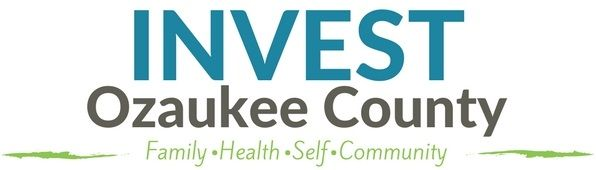 INVEST
Ozaukee County
Family •Health •Self •Community